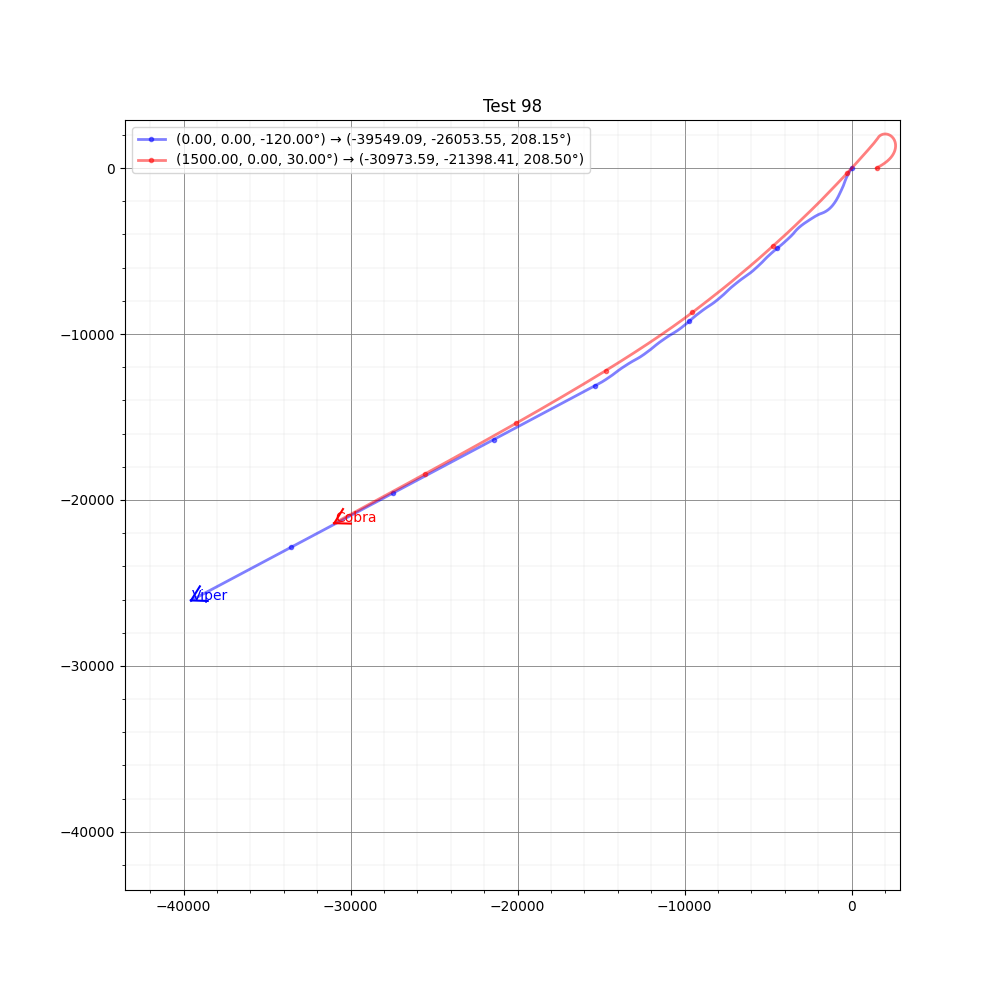 Test 98
(0.00, 0.00, -120.00°) → (-39549.09, -26053.55, 208.15°)
(1500.00, 0.00, 30.00°) → (-30973.59, -21398.41, 208.50°)
0
−10000
−20000
−30000
−40000
Cobra
Viper
−40000 −30000 −20000 −10000 0